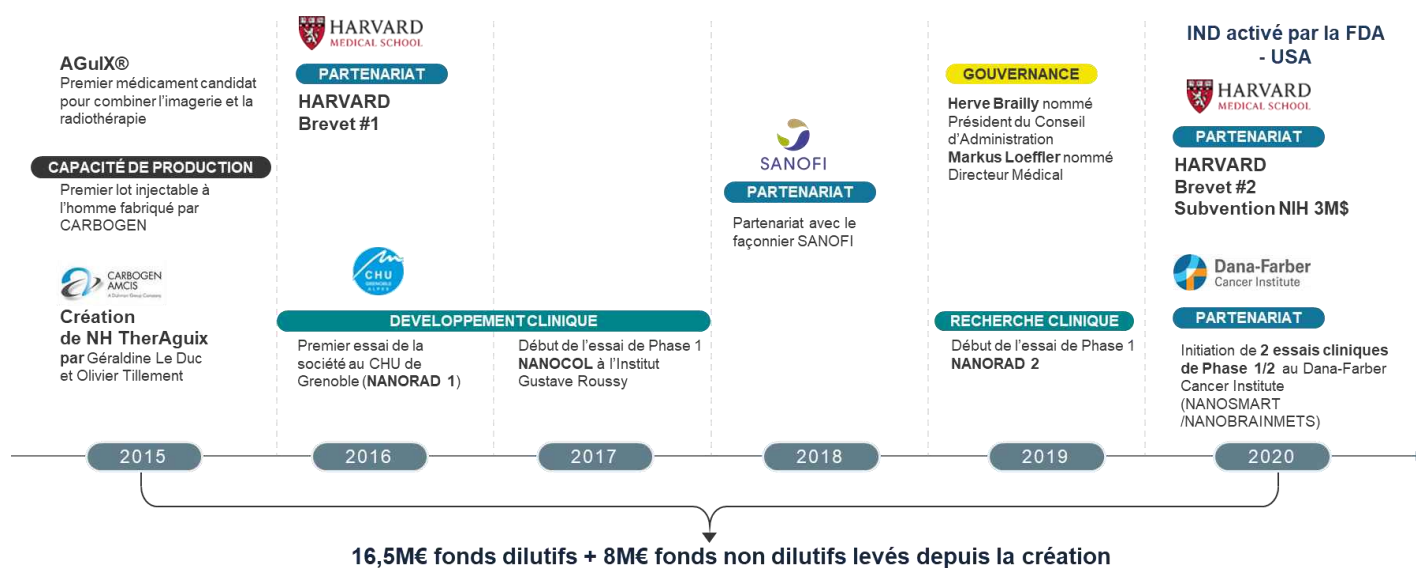 AGuIX®
Premier médicament candidat
pour combiner l'imagerie et la
radiothérapie
CAPACITÉ DE PRODUCTION
Premier lot injectable à
l'homme fabriqué par
CARBOGEN
CARBOGEN
AMCIS
A Dishman Group Company
Création
de NH TherAguix
par Géraldine Le Duc
et Olivier Tillement
HARVARD
MEDICAL SCHOOL
PARTENARIAT
HARVARD
Brevet #1
CHU
GRENOBLE
ALPES
DEVELOPPEMENT CLINIQUE
Premier essai de la
société au CHU de
Grenoble (NANORAD 1)
Début de l'essai de Phase 1
NANOCOL à l'Institut
Gustave Roussy
SANOFI
PARTENARIAT
Partenariat avec le
façonnier SANOFI
GOUVERNANCE
Herve Brailly nommé
Président du Conseil
d'Administration
Markus Loeffler nommé
Directeur Médical
RECHERCHE CLINIQUE
Début de l'essai de Phase 1
NANORAD 2
IND activé par la FDA
- USA
HARVARD
MEDICAL SCHOOL
PARTENARIAT
HARVARD
Brevet #2
Subvention NIH 3M$
Dana-Farber
Cancer Institute
PARTENARIAT
Initiation de 2 essais cliniques
de Phase 1/2 au Dana-Farber
Cancer Institute
(NANOSMART
/NANOBRAINMETS)
2015
2016
2017
2018
2019
2020
16,5M€ fonds dilutifs + 8M€ fonds non dilutifs levés depuis la création